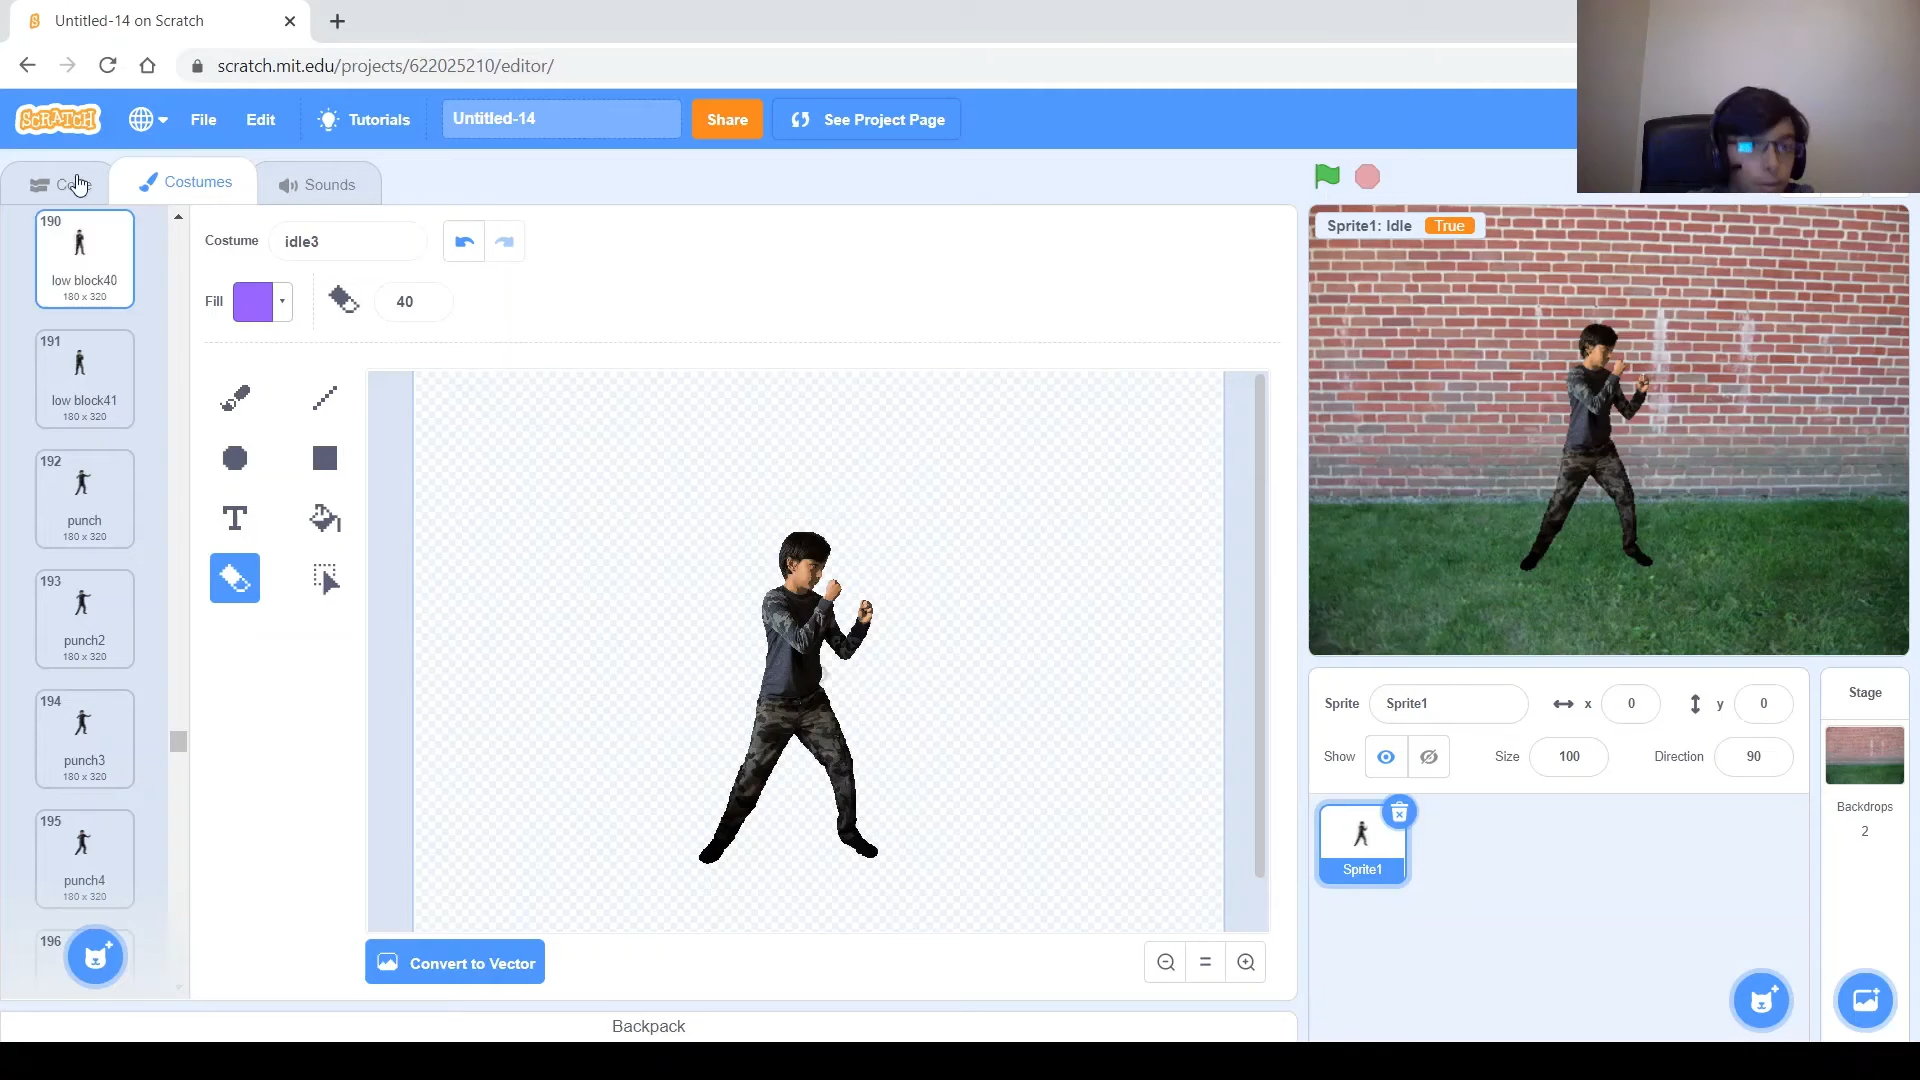 Untitled-14 on Scratch
scratch.mit.edu/projects/622025210/editor/
SCRATCH
File
Edit
Tutorials
Untitled-14
Share
See Project Page
Costumes
Sounds
190
low block40
180 x 320
191
low block41
180 x 320
192
punch
180 x 320
193
punch2
180 x 320
194
punch3
180 x 320
195
punch4
180 x 320
196
Costume
idle3
Fill
40
Convert to Vector
Backpack
Sprite1: Idle True
Sprite
Sprite1
x
0
y
0
Show
Size
100
Direction
90
Sprite1
Stage
Backdrops
2